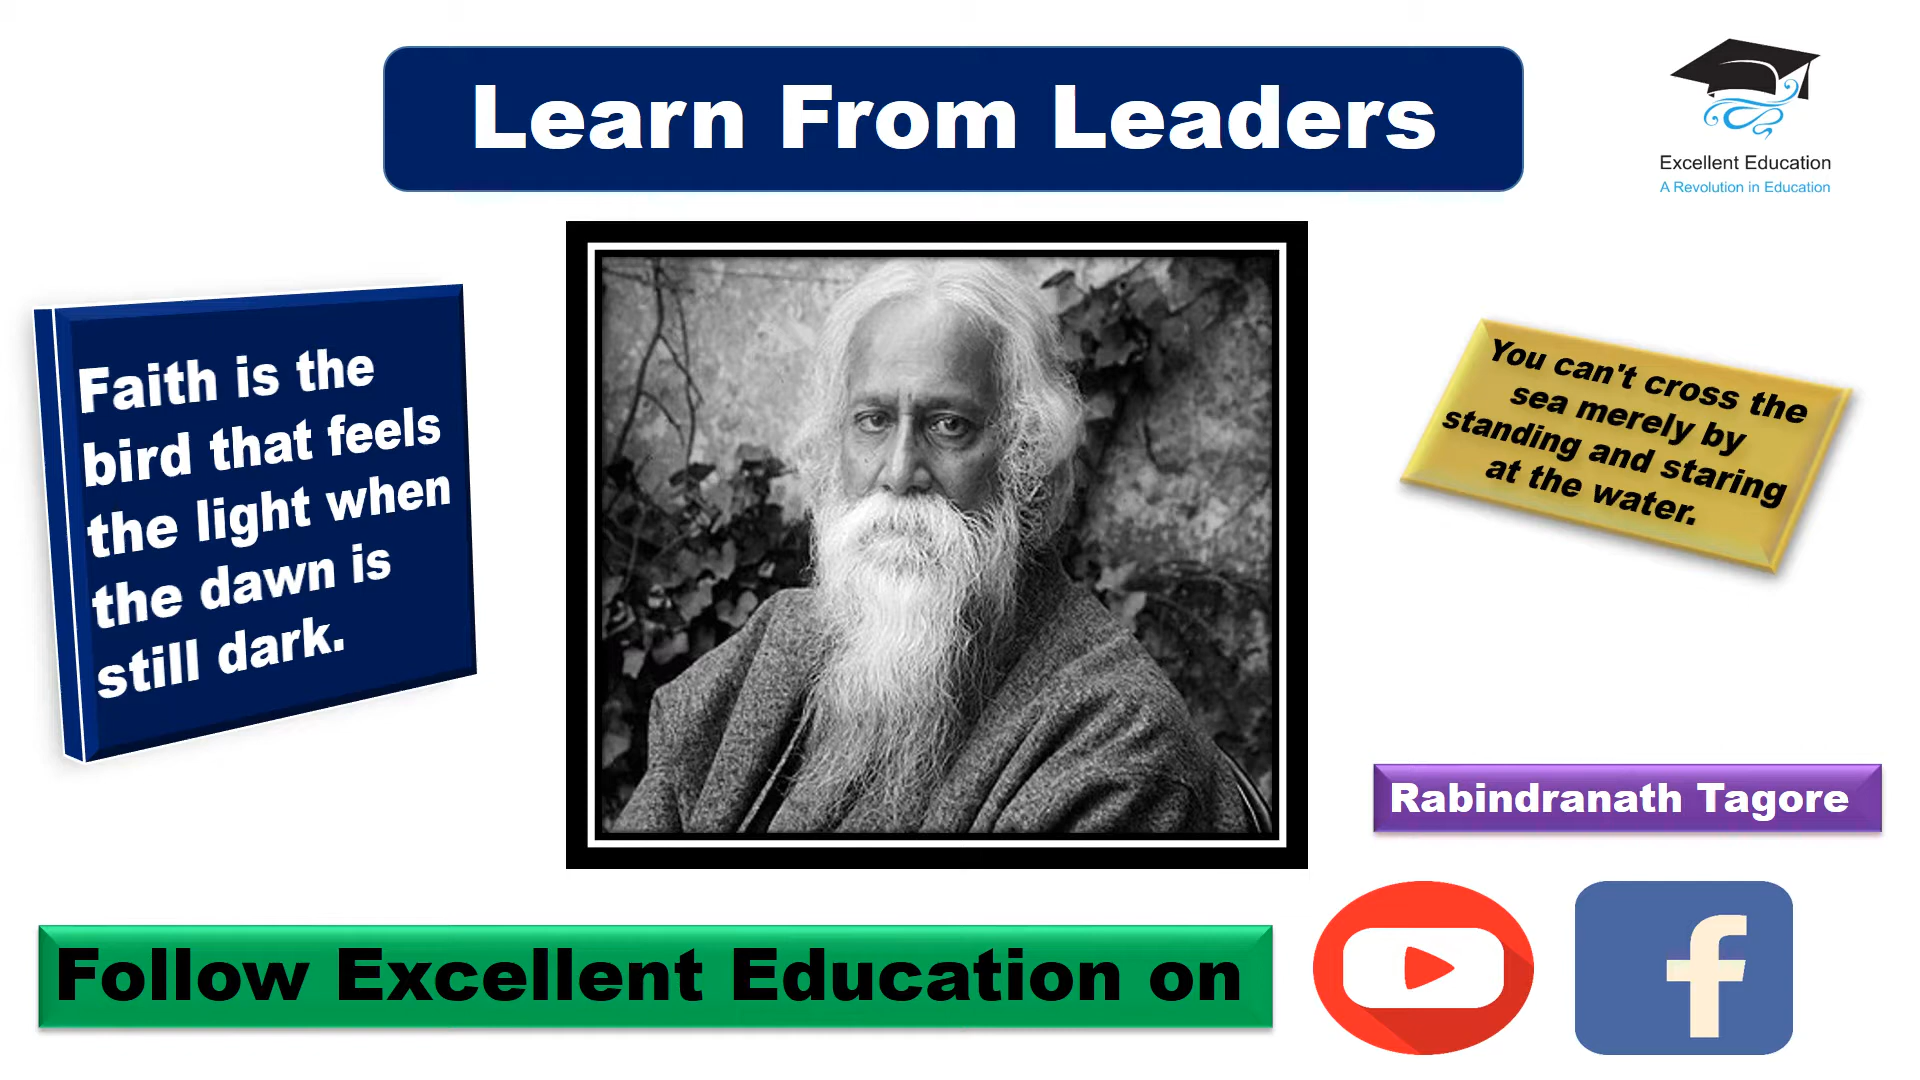 Learn From Leaders
Excellent Education
A Revolution in Education
Faith is the
bird that feels
the light when
the dawn is
still dark.
You can't cross the
sea merely by
standing and staring
at the water.
Rabindranath Tagore
Follow Excellent Education on
f